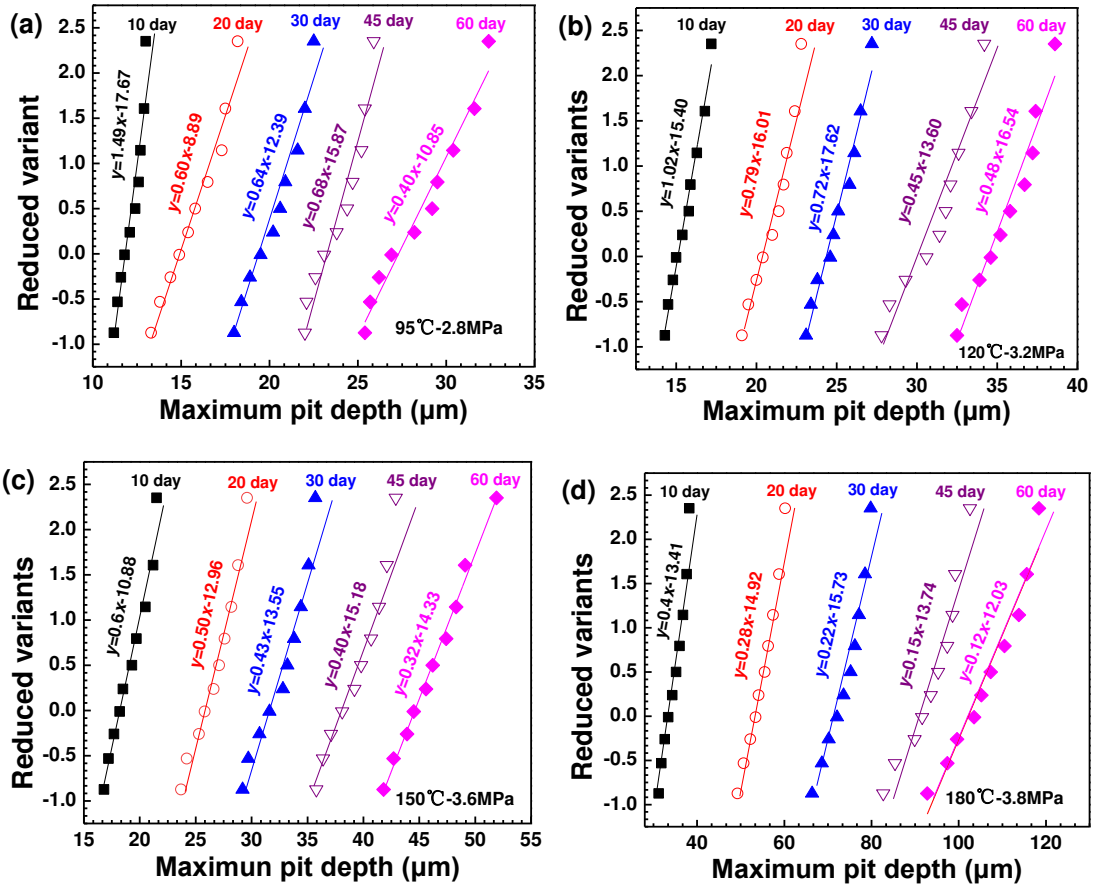 (a)
10 day 20 day 30 day 45 day 60 day
2.5
2.0
1.5
1.0
0.5
0.0
-0.5
-1.0
Reduced variant
y=1.49x-17.67
y=0.60x-8.89
y=0.64x-12.39
y=0.68x-15.87
y=0.40x-10.85
95℃-2.8MPa
10 15 20 25 30 35
Maximum pit depth (μm)
(b)
10 day 20 day 30 day 45 day 60 day
2.5
2.0
1.5
1.0
0.5
0.0
-0.5
-1.0
Reduced variants
y=1.02x-15.40
y=0.79x-16.01
y=0.72x-17.62
y=0.45x-13.60
y=0.48x-16.54
120℃-3.2MPa
15 20 25 30 35 40
Maximum pit depth (μm)
(c)
10 day 20 day 30 day 45 day 60 day
2.5
2.0
1.5
1.0
0.5
0.0
-0.5
-1.0
Reduced variants
y=0.6x-10.88
y=0.50x-12.96
y=0.43x-13.55
y=0.40x-15.18
y=0.32x-14.33
150℃-3.6MPa
15 20 25 30 35 40 45 50 55
Maximun pit depth (μm)
(d)
10 day 20 day 30 day 45 day 60 day
2.5
2.0
1.5
1.0
0.5
0.0
-0.5
-1.0
Reduced variants
y=0.4x-13.41
y=0.28x-14.92
y=0.22x-15.73
y=0.15x-13.74
y=0.12x-12.03
180℃-3.8MPa
40 60 80 100 120
Maximum pit depth (μm)